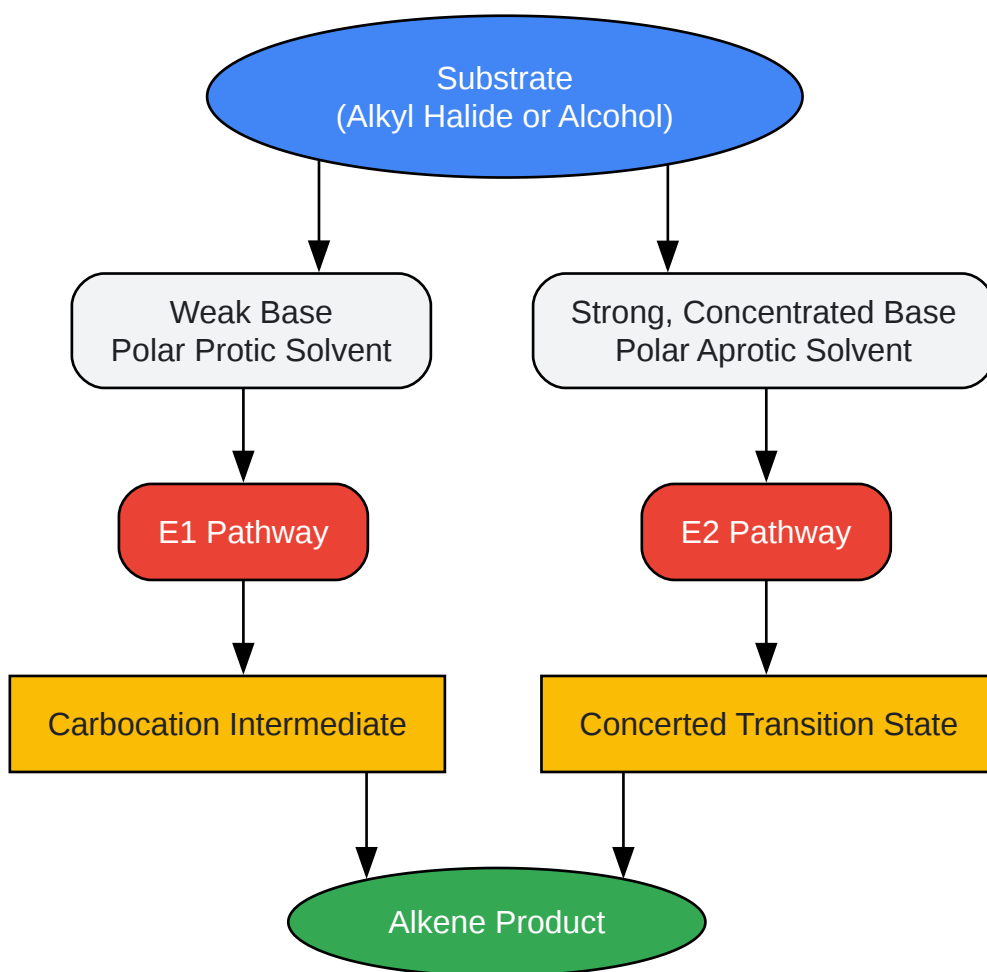 Substrate
(Alkyl Halide or Alcohol)
Weak Base
Polar Protic Solvent
Strong, Concentrated Base
Polar Aprotic Solvent
E1 Pathway
E2 Pathway
Carbocation Intermediate
Concerted Transition State
Alkene Product